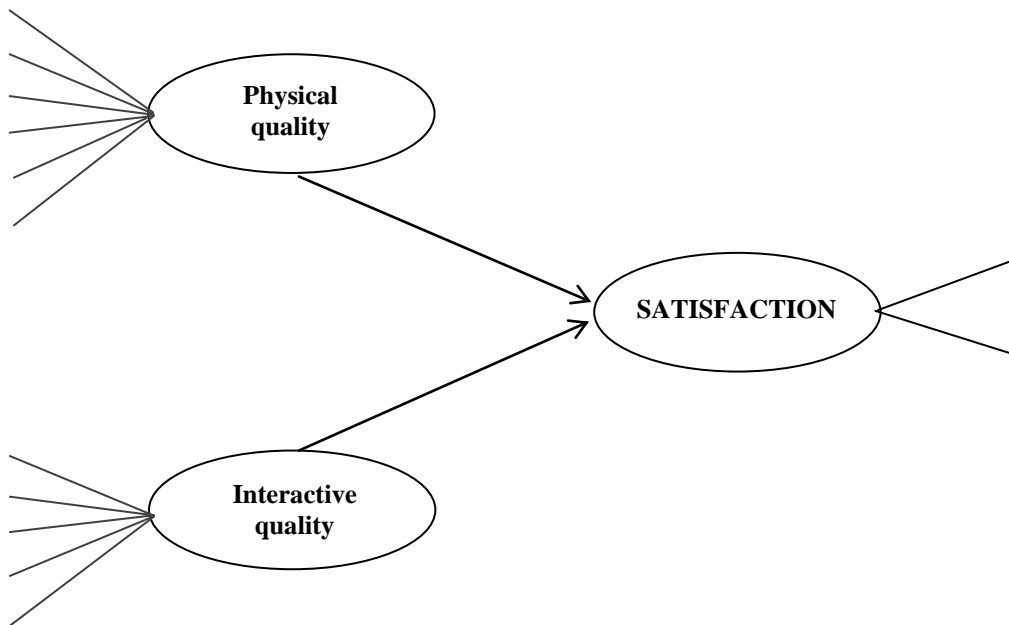 Physical
quality
SATISFACTION
Interactive
quality